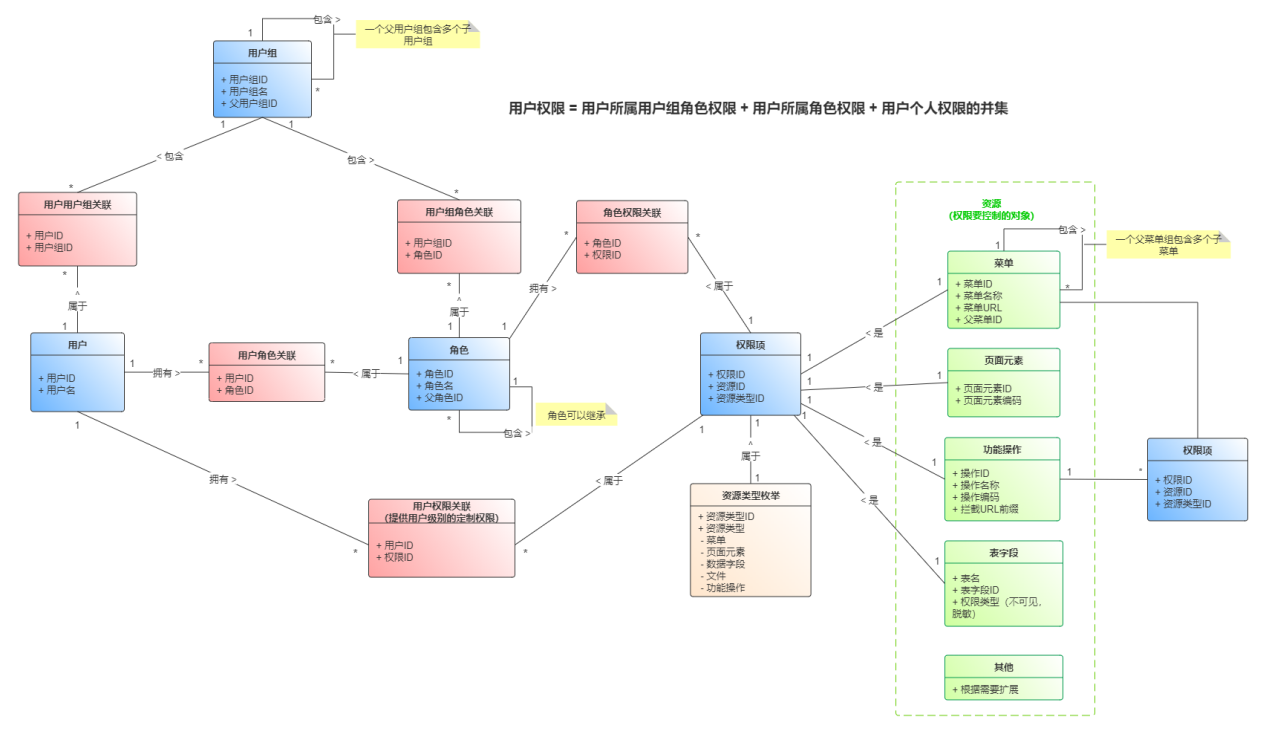 包含 >
1
一个父用户组包含多个子
用户组
用户组
+ 用户组ID
+ 用户组名
+ 父用户组ID
*
1
1
用户权限 = 用户所属用户组角色权限 + 用户所属角色权限 + 用户个人权限的并集
< 包含
包含 >
*
*
用户用户组关联
+ 用户ID
+ 用户组ID
用户组角色关联
+ 用户组ID
+ 角色ID
角色权限关联
+ 角色ID
+ 权限ID
*
*
资源
(权限要控制的对象)
包含 >
1
一个父菜单组包含多个子
菜单
菜单
+ 菜单ID
+ 菜单名称
+ 菜单URL
+ 父菜单ID
*
1
*
^
属于
1
*
^
属于
1
拥有 >
1
< 属于
1
< 是
1
用户
+ 用户ID
+ 用户名
1
拥有 >
*
用户角色关联
+ 用户ID
+ 角色ID
*
< 属于
1
角色
+ 角色ID
+ 角色名
+ 父角色ID
1
*
包含 >
角色可以继承
权限项
+ 权限ID
+ 资源ID
+ 资源类型ID
1
< 是
1
页面元素
+ 页面元素ID
+ 页面元素编码
1
1
< 是
1
功能操作
+ 操作ID
+ 操作名称
+ 操作编码
+ 拦截URL前缀
1
*
权限项
+ 权限ID
+ 资源ID
+ 资源类型ID
1
拥有 >
1
< 属于
1
^
属于
1
< 是
1
用户权限关联
(提供用户级别的定制权限)
+ 用户ID
+ 权限ID
*
*
资源类型枚举
+ 资源类型ID
+ 资源类型
- 菜单
- 页面元素
- 数据字段
- 文件
- 功能操作
表字段
+ 表名
+ 表字段ID
+ 权限类型（不可见，
脱敏）
其他
+ 根据需要扩展